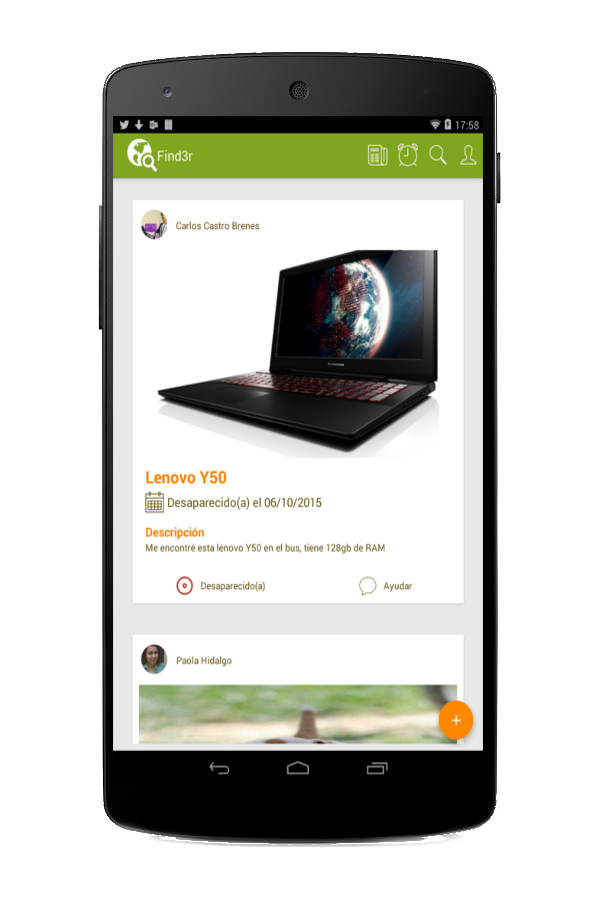 17:58
Find3r
Carlos Castro Brenes
Lenovo Y50
Desaparecido(a) el 06/10/2015
Descripción
Me encontré esta lenovo Y50 en el bus, tiene 128gb de RAM
Desaparecido(a)
Ayudar
Paola Hidalgo
+